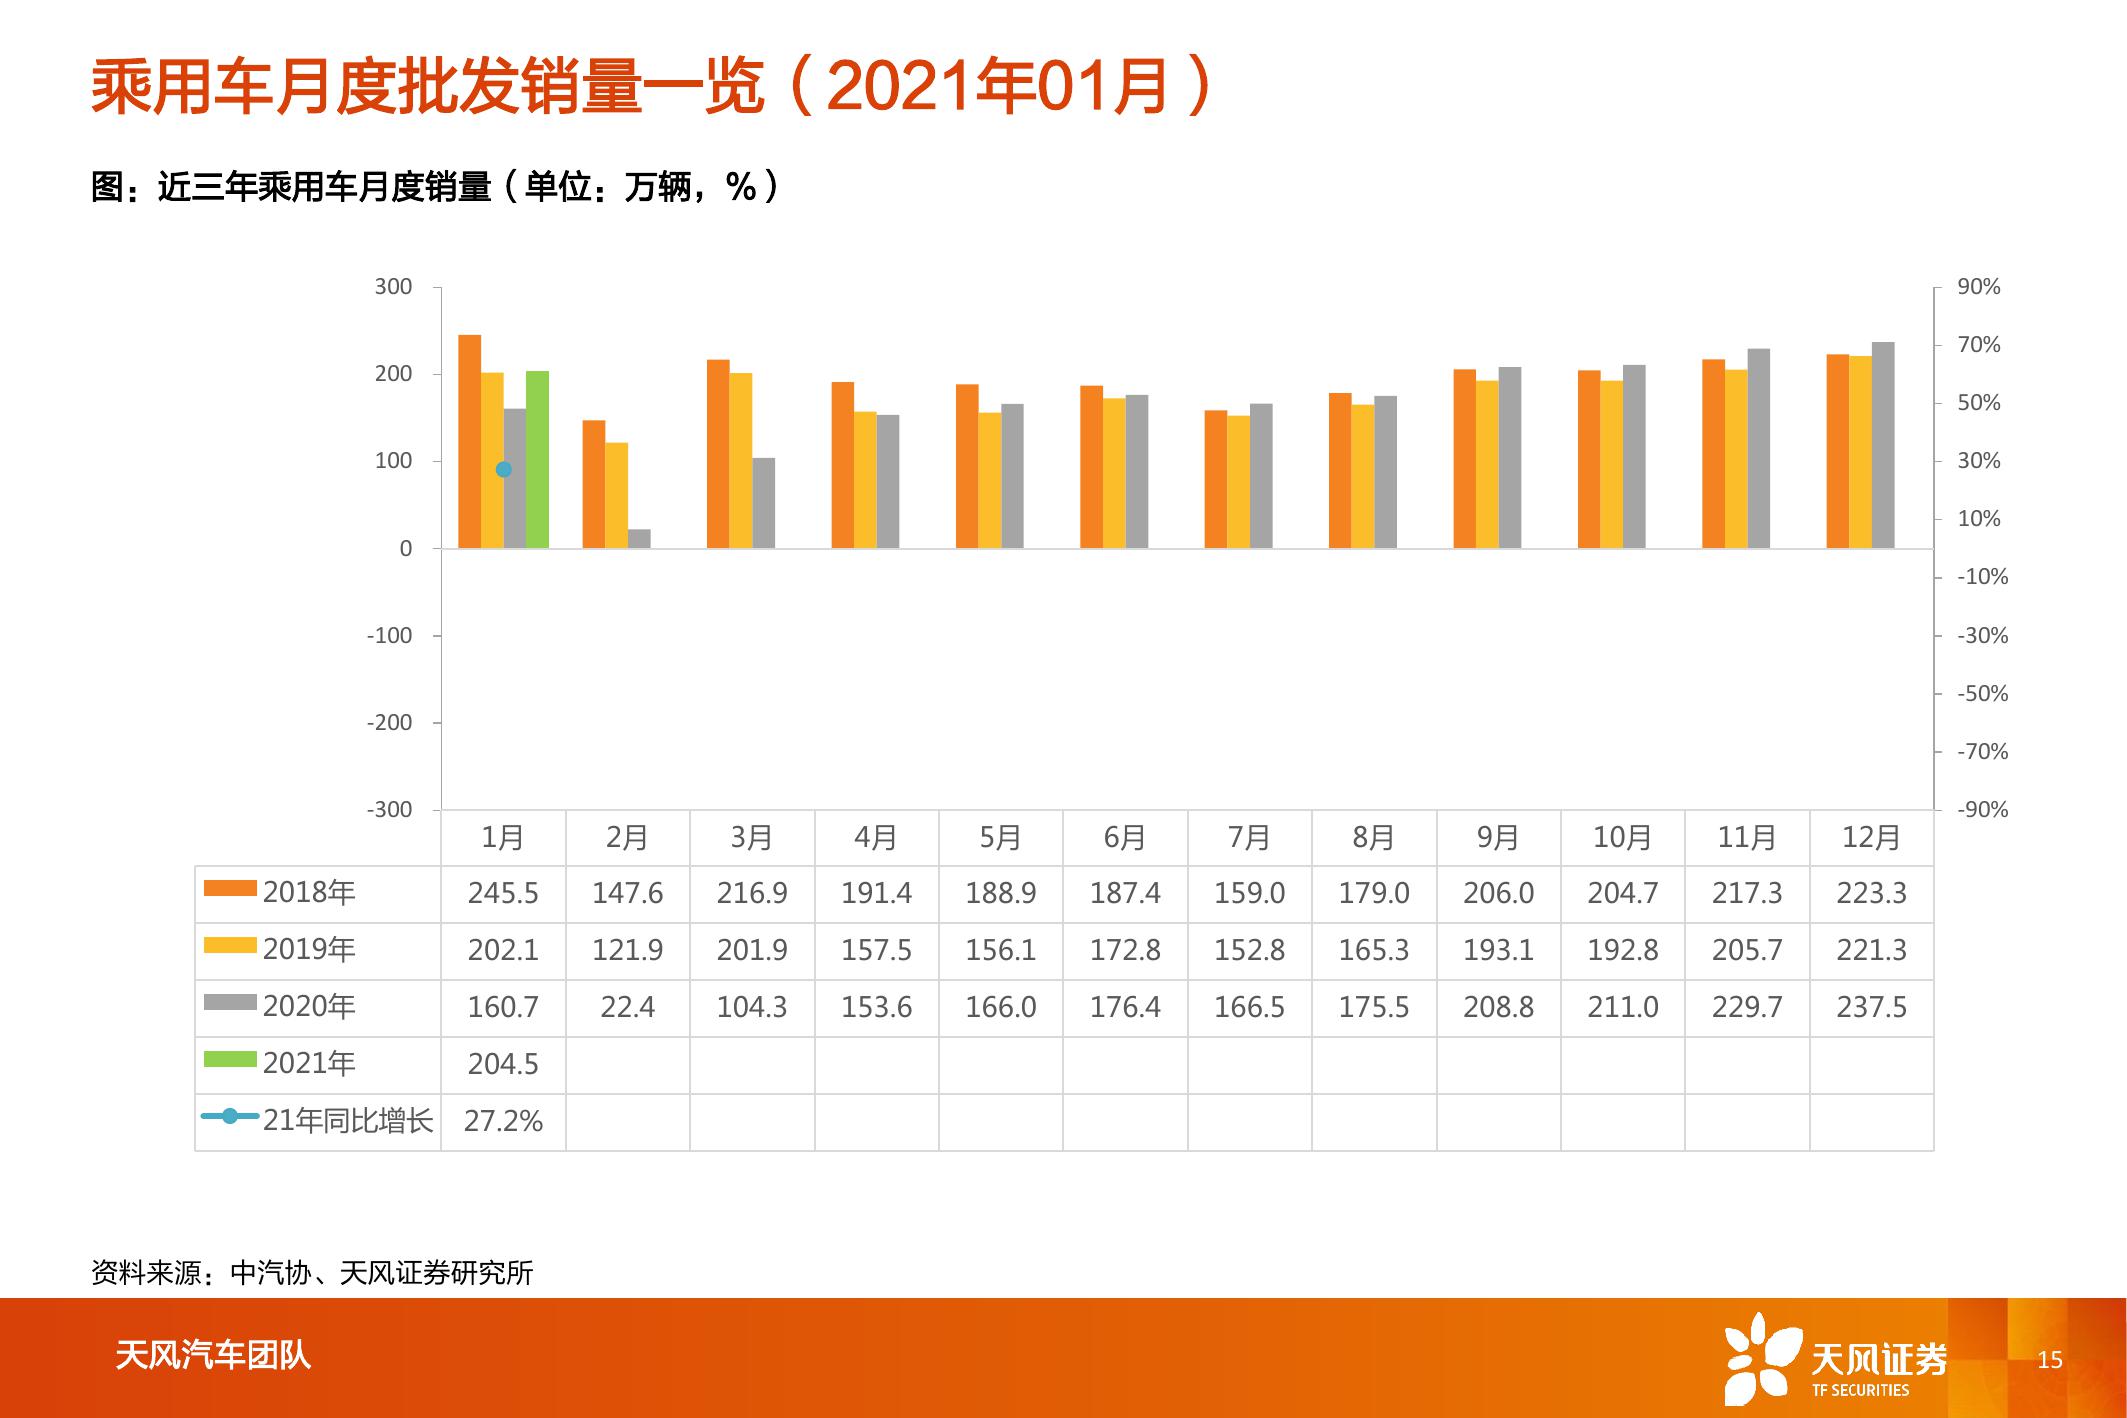 乘用车月度批发销量一览（2021年01月）
图：近三年乘用车月度销量（单位：万辆，%）
300
200
100
0
-100
-200
-300
90%
70%
50%
30%
10%
-10%
-30%
-50%
-70%
-90%
1月 2月 3月 4月 5月 6月 7月 8月 9月 10月 11月 12月
2018年 245.5 147.6 216.9 191.4 188.9 187.4 159.0 179.0 206.0 204.7 217.3 223.3
2019年 202.1 121.9 201.9 157.5 156.1 172.8 152.8 165.3 193.1 192.8 205.7 221.3
2020年 160.7 22.4 104.3 153.6 166.0 176.4 166.5 175.5 208.8 211.0 229.7 237.5
2021年 204.5
21年同比增长 27.2%
资料来源：中汽协、天风证券研究所
天风汽车团队
天风证券
TF SECURITIES
15